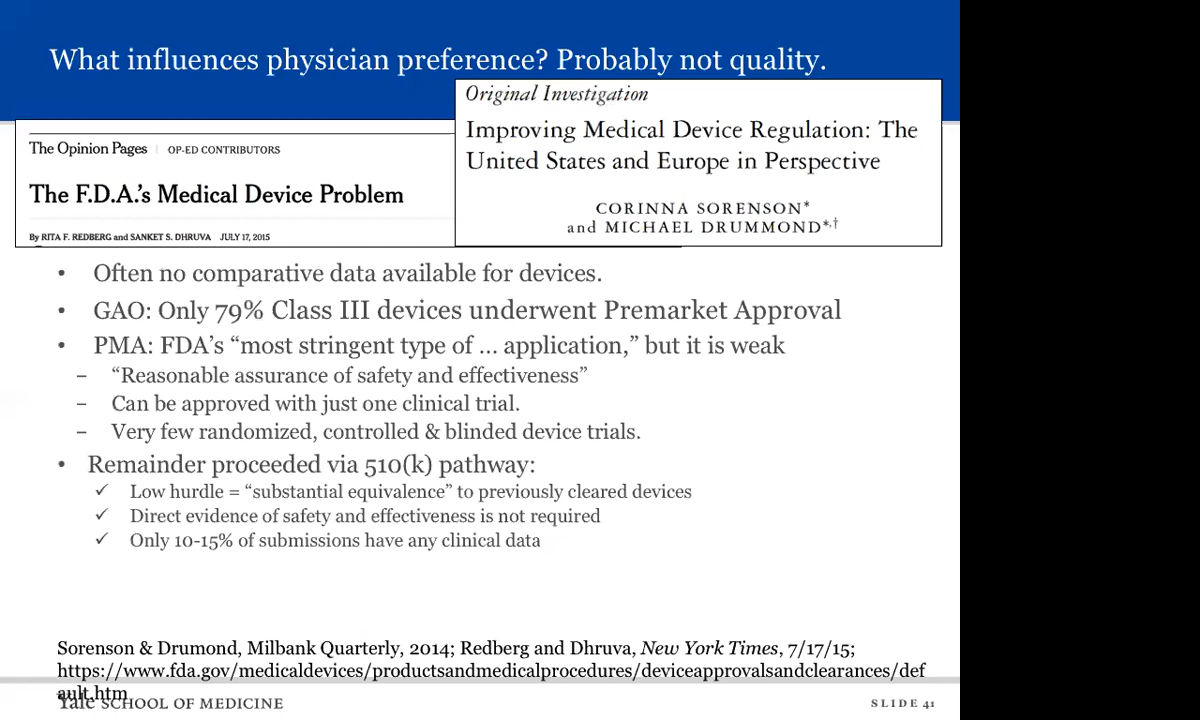 What influences physician preference? Probably not quality.
Original Investigation
Improving Medical Device Regulation: The
United States and Europe in Perspective
CORINNA SORENSON*
and MICHAEL DRUMMOND*,†
The Opinion Pages | OP-ED CONTRIBUTORS
The F.D.A.'s Medical Device Problem
By RITA F. REDBERG and SANKET S. DHRUVA JULY 17, 2015
• Often no comparative data available for devices.
• GAO: Only 79% Class III devices underwent Premarket Approval
• PMA: FDA's “most stringent type of ... application,” but it is weak
– “Reasonable assurance of safety and effectiveness”
– Can be approved with just one clinical trial.
– Very few randomized, controlled & blinded device trials.
• Remainder proceeded via 510(k) pathway:
✓ Low hurdle = “substantial equivalence” to previously cleared devices
✓ Direct evidence of safety and effectiveness is not required
✓ Only 10-15% of submissions have any clinical data
Sorenson & Drumond, Milbank Quarterly, 2014; Redberg and Dhruva, New York Times, 7/17/15;
https://www.fda.gov/medicaldevices/productsandmedicalprocedures/deviceapprovalsandclearances/def
ault.htm
Yale SCHOOL OF MEDICINE
SLIDE 41